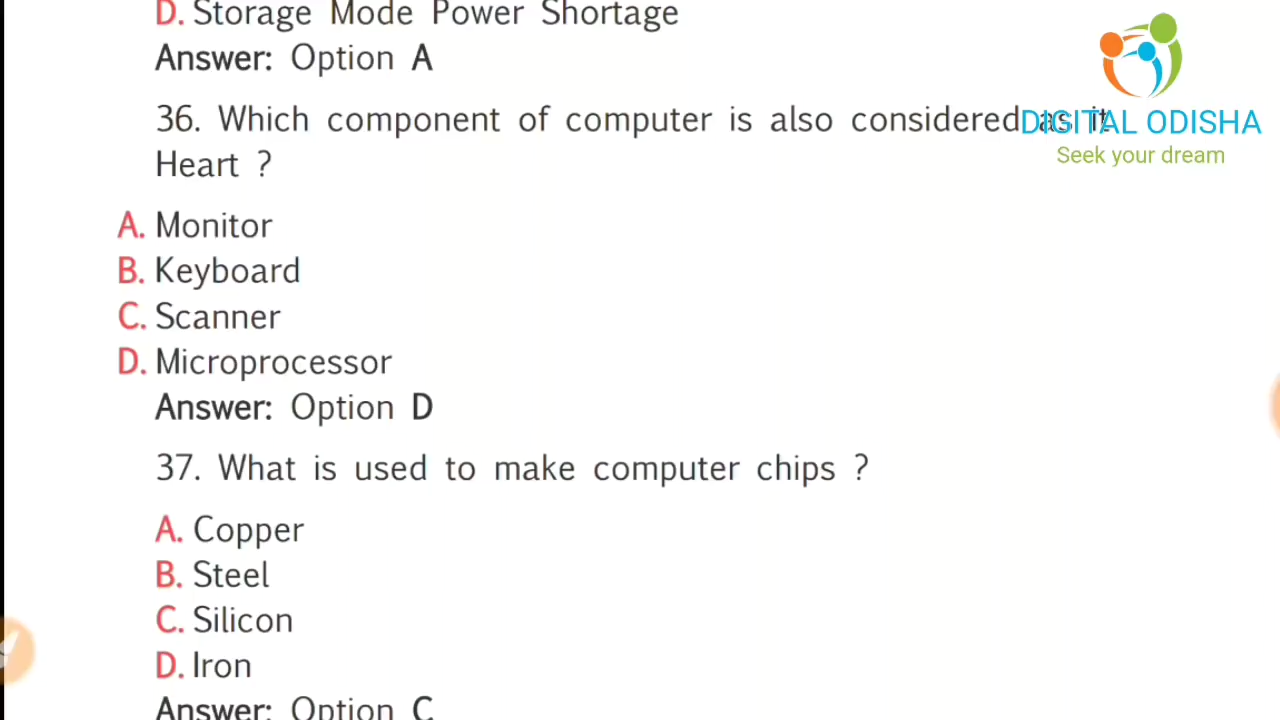 D. Storage Mode Power Shortage
Answer: Option A
36. Which component of computer is also considered as it
Heart ?
DIGITAL ODISHA
Seek your dream
A. Monitor
B. Keyboard
C. Scanner
D. Microprocessor
Answer: Option D
37. What is used to make computer chips ?
A. Copper
B. Steel
C. Silicon
D. Iron
Answer: Option C